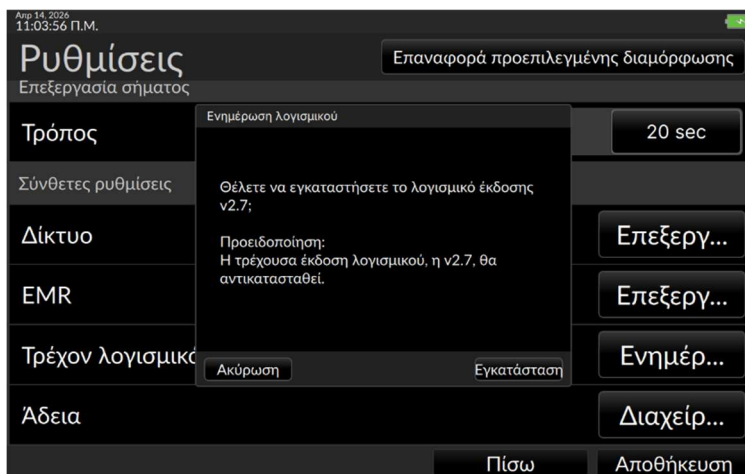 Απρ 14, 2026
11:03:56 Π.Μ.
Ρυθμίσεις
Επαναφορά προεπιλεγμένης διαμόρφωσης
Επεξεργασία σήματος
Ενημέρωση λογισμικού
Τρόπος
20 sec
Σύνθετες ρυθμίσεις
Θέλετε να εγκαταστήσετε το λογισμικό έκδοσης
v2.7;
Δίκτυο
Επεξεργ...
Προειδοποίηση:
Η τρέχουσα έκδοση λογισμικού, η v2.7, θα
αντικατασταθεί.
EMR
Επεξεργ...
Τρέχον λογισμικό
Ενημέρ...
Ακύρωση
Εγκατάσταση
Άδεια
Διαχείρ...
Πίσω
Αποθήκευση